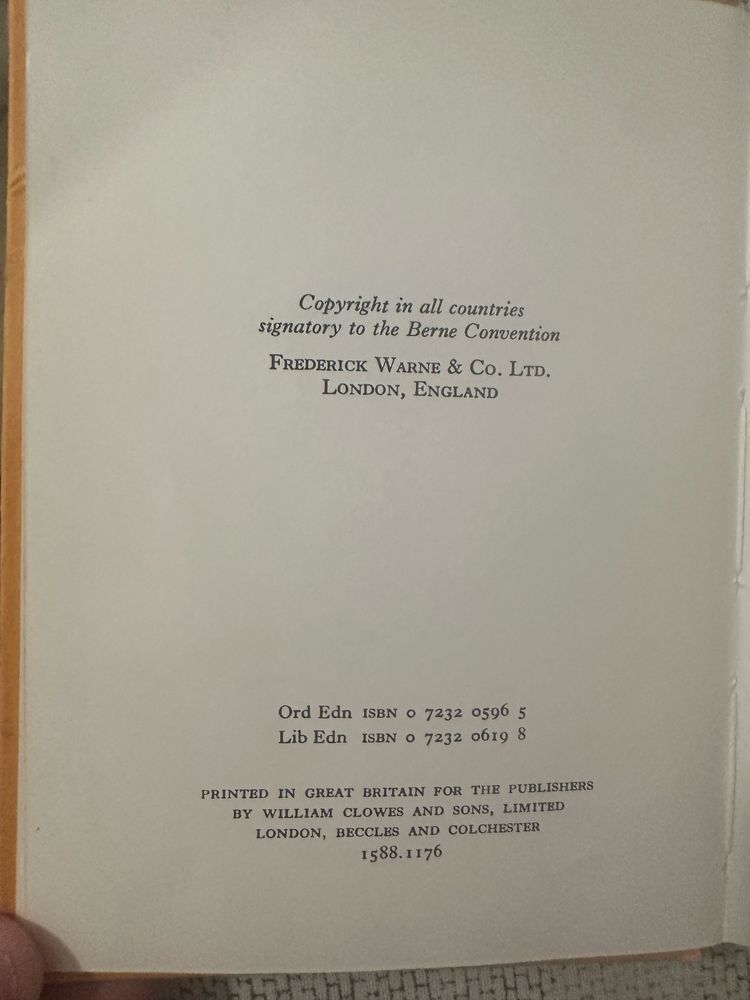 Copyright in all countries
signatory to the Berne Convention
FREDERICK WARNE & CO. LTD.
LONDON, ENGLAND
Ord Edn ISBN 0 7232 0596 5
Lib Edn ISBN 0 7232 0619 8
PRINTED IN GREAT BRITAIN FOR THE PUBLISHERS
BY WILLIAM CLOWES AND SONS, LIMITED
LONDON, BECCLES AND COLCHESTER
1588.1176